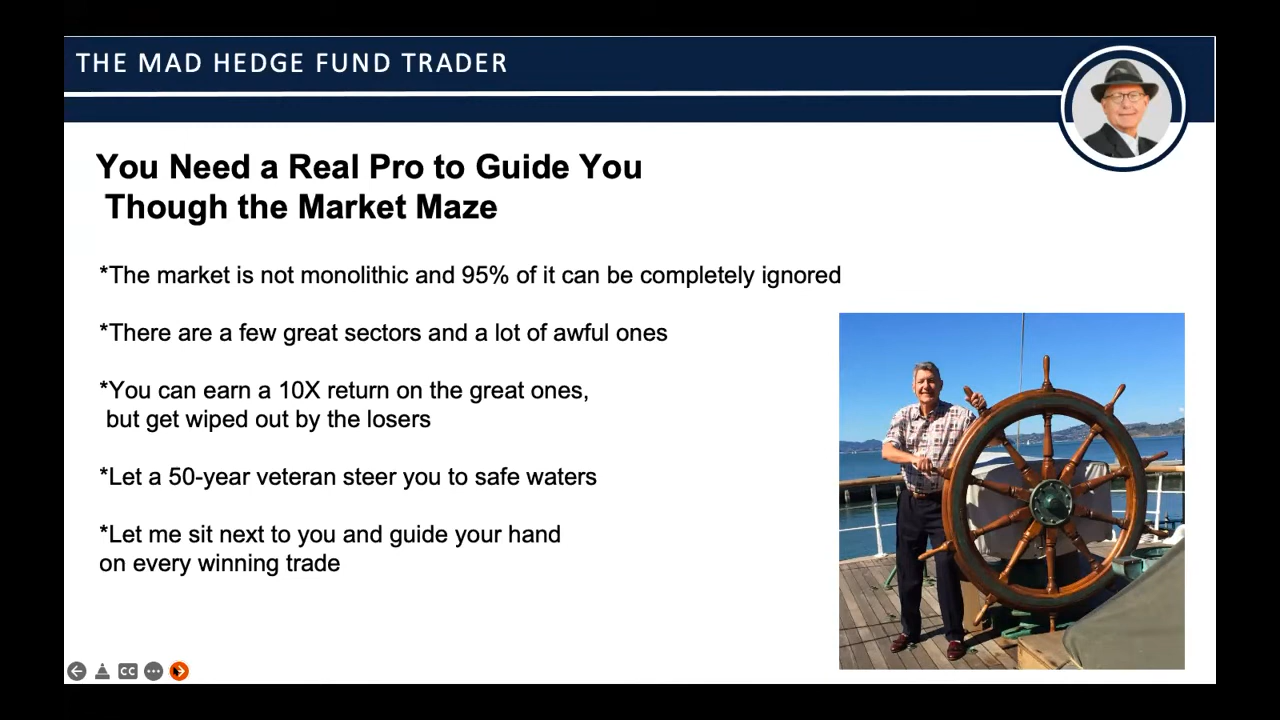 THE MAD HEDGE FUND TRADER
You Need a Real Pro to Guide You
Though the Market Maze
*The market is not monolithic and 95% of it can be completely ignored
*There are a few great sectors and a lot of awful ones
*You can earn a 10X return on the great ones,
but get wiped out by the losers
*Let a 50-year veteran steer you to safe waters
*Let me sit next to you and guide your hand
on every winning trade
CC